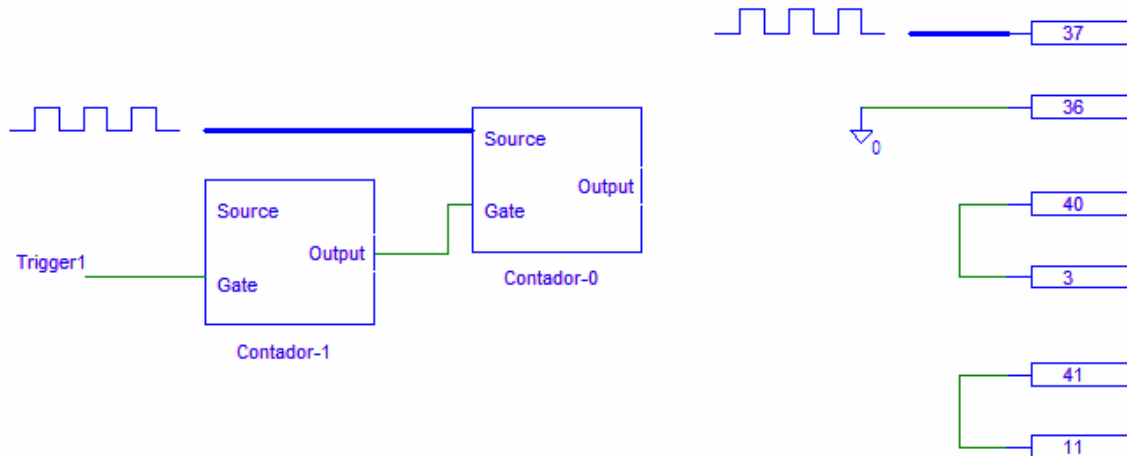 37
36
0
Source
Output
Gate
Contador-0
Source
Output
Gate
Contador-1
Trigger1
40
3
41
11